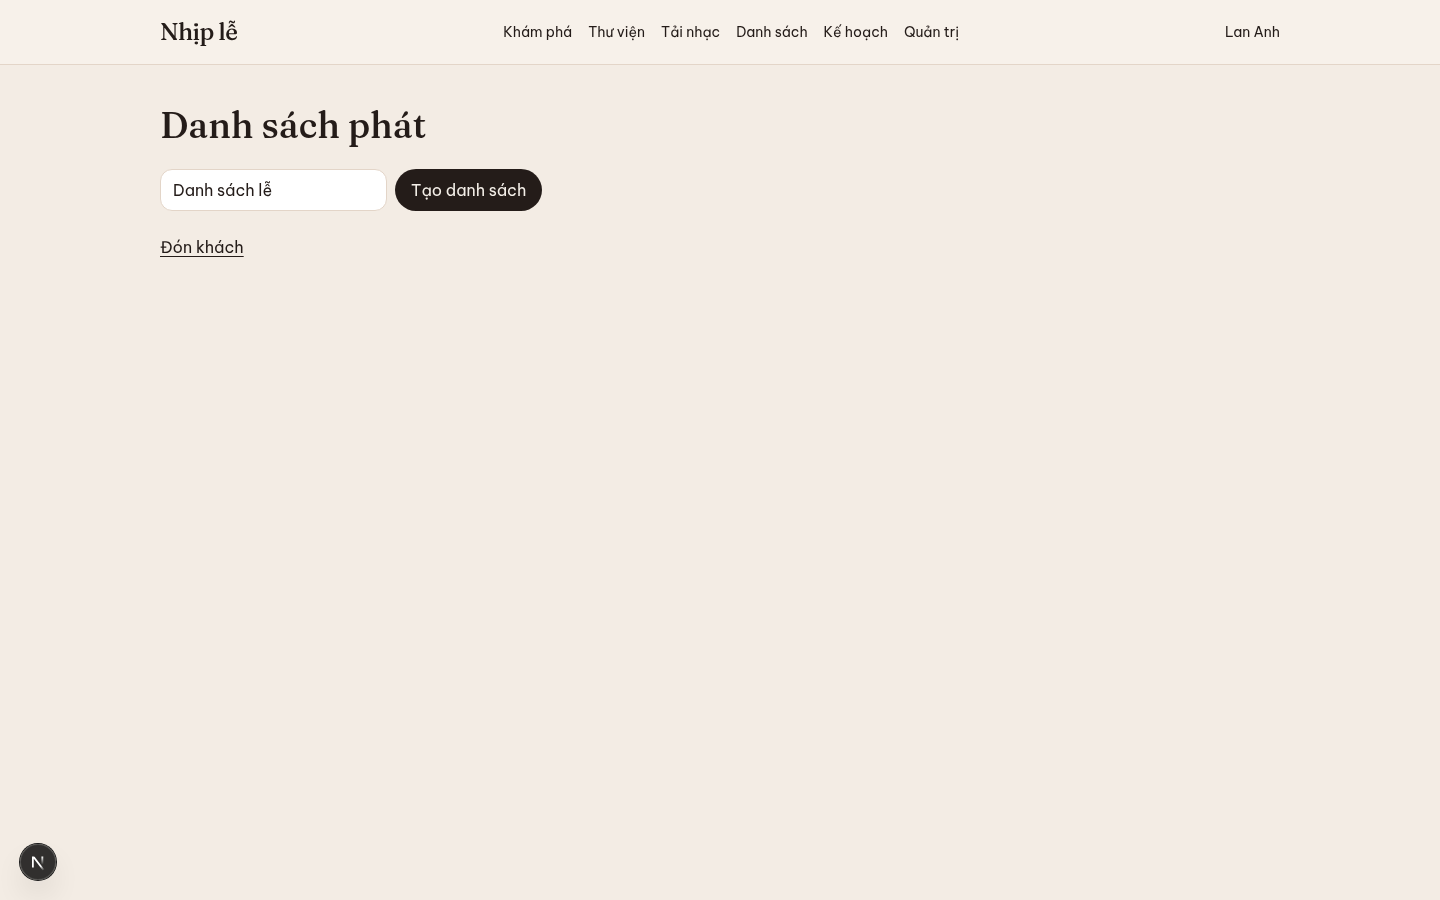 Nhịp lễ
Khám phá Thư viện Tải nhạc Danh sách Kế hoạch Quản trị
Lan Anh
Danh sách phát
Danh sách lễ
Tạo danh sách
Đón khách
N